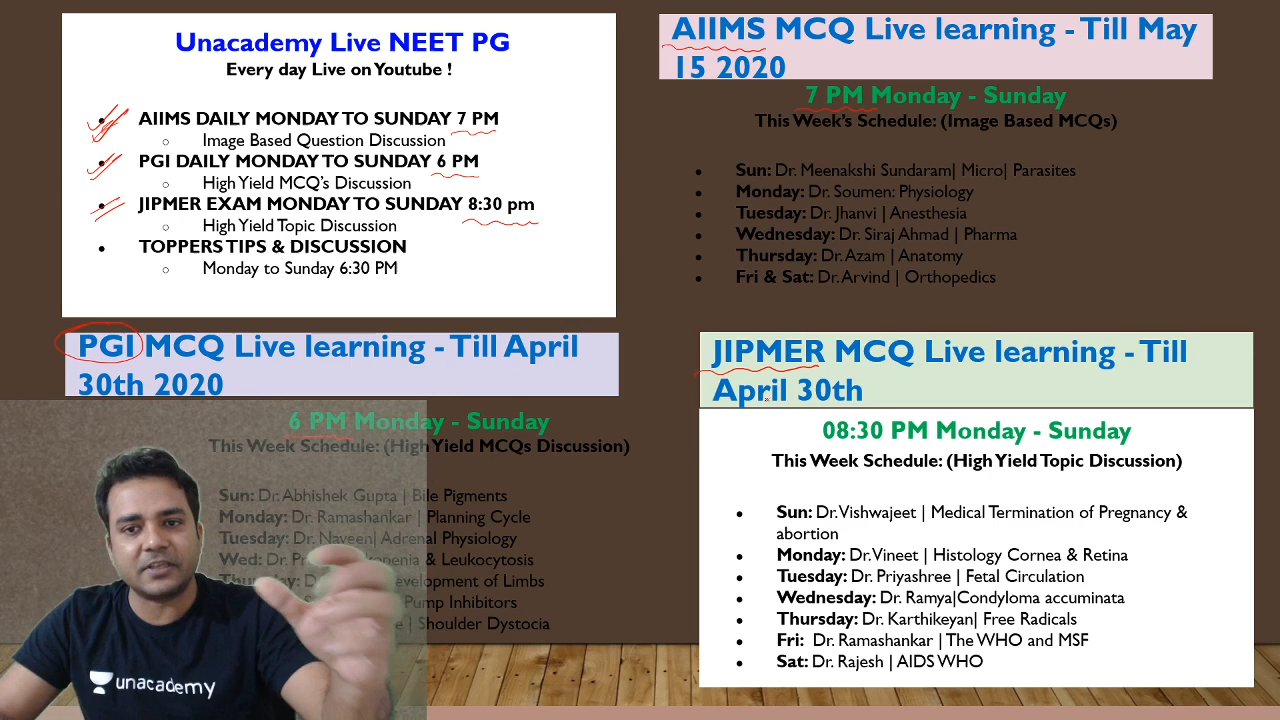 Unacademy Live NEET PG
Every day Live on Youtube !
• AIIMS DAILY MONDAY TO SUNDAY 7 PM
○ Image Based Question Discussion
• PGI DAILY MONDAY TO SUNDAY 6 PM
○ High Yield MCQ's Discussion
• JIPMER EXAM MONDAY TO SUNDAY 8:30 pm
○ High Yield Topic Discussion
• TOPPERS TIPS & DISCUSSION
○ Monday to Sunday 6:30 PM
AIIMS MCQ Live learning - Till May
15 2020
7 PM Monday - Sunday
This Week's Schedule: (Image Based MCQs)
• Sun: Dr. Meenakshi Sundaram| Micro| Parasites
• Monday: Dr. Soumen: Physiology
• Tuesday: Dr. Jhanvi | Anesthesia
• Wednesday: Dr. Siraj Ahmad | Pharma
• Thursday: Dr. Azam | Anatomy
• Fri & Sat: Dr. Arvind | Orthopedics
PGI MCQ Live learning - Till April
30th 2020
6 PM Monday - Sunday
This Week Schedule: (High Yield MCQs Discussion)
Sun: Dr. Abhishek Gupta | Bile Pigments
Monday: Dr. Ramashankar | Planning Cycle
Tuesday: Dr. Naveen| Adrenal Physiology
Wed: Dr. & Leukocytosis
of Limbs
Pump Inhibitors
| Shoulder Dystocia
JIPMER MCQ Live learning - Till
April 30th
08:30 PM Monday - Sunday
This Week Schedule: (High Yield Topic Discussion)
• Sun: Dr. Vishwajeet | Medical Termination of Pregnancy &
abortion
• Monday: Dr. Vineet | Histology Cornea & Retina
• Tuesday: Dr. Priyashree | Fetal Circulation
• Wednesday: Dr. Ramya|Condyloma accuminata
• Thursday: Dr. Karthikeyan| Free Radicals
• Fri: Dr. Ramashankar | The WHO and MSF
• Sat: Dr. Rajesh | AIDS WHO
unacademy